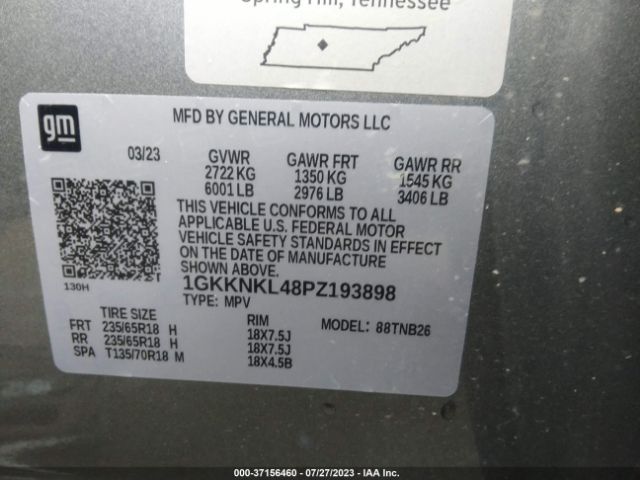 Spring Hill, Tennessee
gm
MFD BY GENERAL MOTORS LLC
03/23 GVWR GAWR FRT GAWR RR
2722 KG 1350 KG 1545 KG
6001 LB 2976 LB 3406 LB
THIS VEHICLE CONFORMS TO ALL
APPLICABLE U.S. FEDERAL MOTOR
VEHICLE SAFETY STANDARDS IN EFFECT
ON THE DATE OF MANUFACTURE
SHOWN ABOVE.
130H
1GKKNKL48PZ193898
TYPE: MPV
TIRE SIZE RIM MODEL: 88TNB26
FRT 235/65R18 H 18X7.5J
RR 235/65R18 H 18X7.5J
SPA T135/70R18 M 18X4.5B
000-37156460 - 07/27/2023 - IAA Inc.